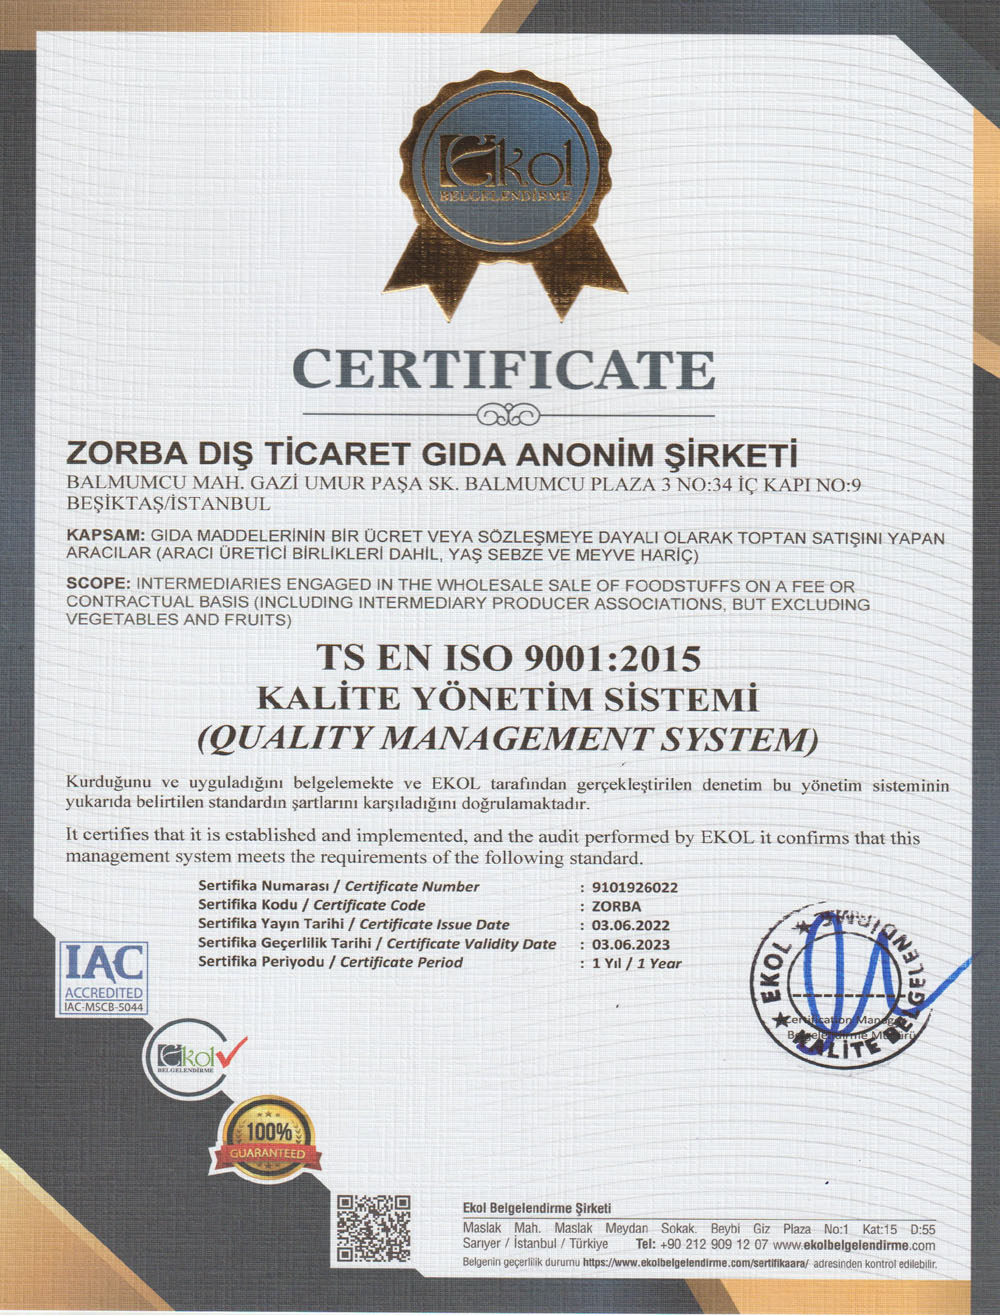 Ekol
BELGELENDİRME
CERTIFICATE
ZORBA DIŞ TİCARET GIDA ANONİM ŞİRKETİ
BALMUMCU MAH. GAZİ UMUR PAŞA SK. BALMUMCU PLAZA 3 NO:34 İÇ KAPI NO:9
BEŞİKTAŞ/İSTANBUL
KAPSAM: GIDA MADDELERİNİN BİR ÜCRET VEYA SÖZLEŞMEYE DAYALI OLARAK TOPTAN SATIŞINI YAPAN
ARACILAR (ARACI ÜRETİCİ BİRLİKLERİ DAHİL, YAŞ SEBZE VE MEYVE HARİÇ)
SCOPE: INTERMEDIARIES ENGAGED IN THE WHOLESALE SALE OF FOODSTUFFS ON A FEE OR
CONTRACTUAL BASIS (INCLUDING INTERMEDIARY PRODUCER ASSOCIATIONS, BUT EXCLUDING
VEGETABLES AND FRUITS)
TS EN ISO 9001:2015
KALİTE YÖNETİM SİSTEMİ
(QUALITY MANAGEMENT SYSTEM)
Kurduğunu ve uyguladığını belgelemekte ve EKOL tarafından gerçekleştirilen denetim bu yönetim sisteminin
yukarıda belirtilen standardın şartlarını karşıladığını doğrulamaktadır.
It certifies that it is established and implemented, and the audit performed by EKOL it confirms that this
management system meets the requirements of the following standard.
Sertifika Numarası / Certificate Number : 9101926022
Sertifika Kodu / Certificate Code : ZORBA
Sertifika Yayın Tarihi / Certificate Issue Date : 03.06.2022
Sertifika Geçerlilik Tarihi / Certificate Validity Date : 03.06.2023
Sertifika Periyodu / Certificate Period : 1 Yıl / 1 Year
IAC
ACCREDITED
IAC-MSCB-5044
EKOL ★ KALİTE BELGELENDİRME ★
Certification
Ekol
BELGELENDİRME
100%
GUARANTEED
Ekol Belgelendirme Şirketi
Maslak Mah. Maslak Meydan Sokak. Beybi Giz Plaza No:1 Kat:15 D:55
Sarıyer / İstanbul / Türkiye Tel: +90 212 909 12 07 www.ekolbelgelendirme.com
Belgenin geçerlilik durumu https://www.ekolbelgelendirme.com/sertifikaara/ adresinden kontrol edilebilir.